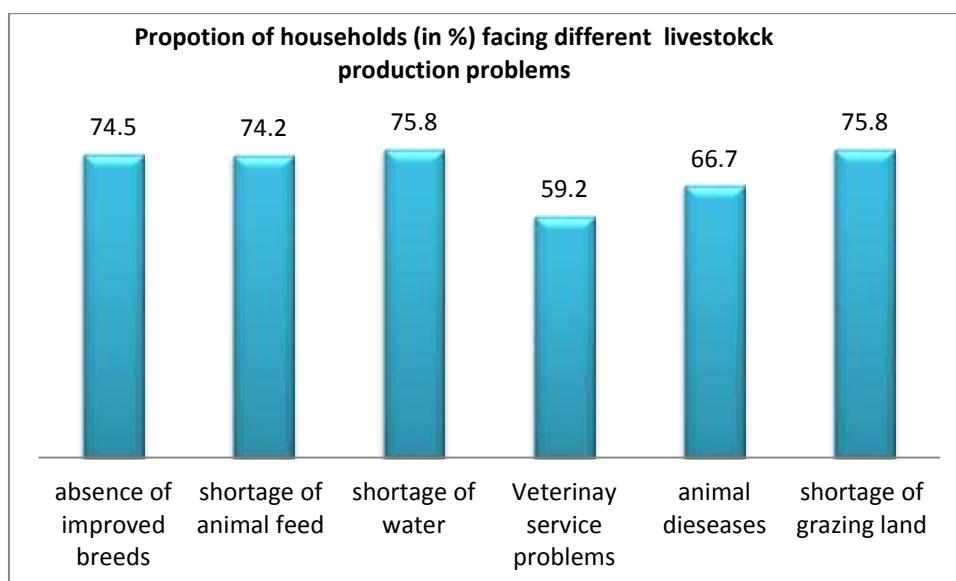 Propotion of households (in %) facing different livestokck
production problems
74.5
74.2
75.8
59.2
66.7
75.8
absence of
improved
breeds
shortage of
animal feed
shortage of
water
Veterinay
service
problems
animal
dieseases
shortage of
grazing land